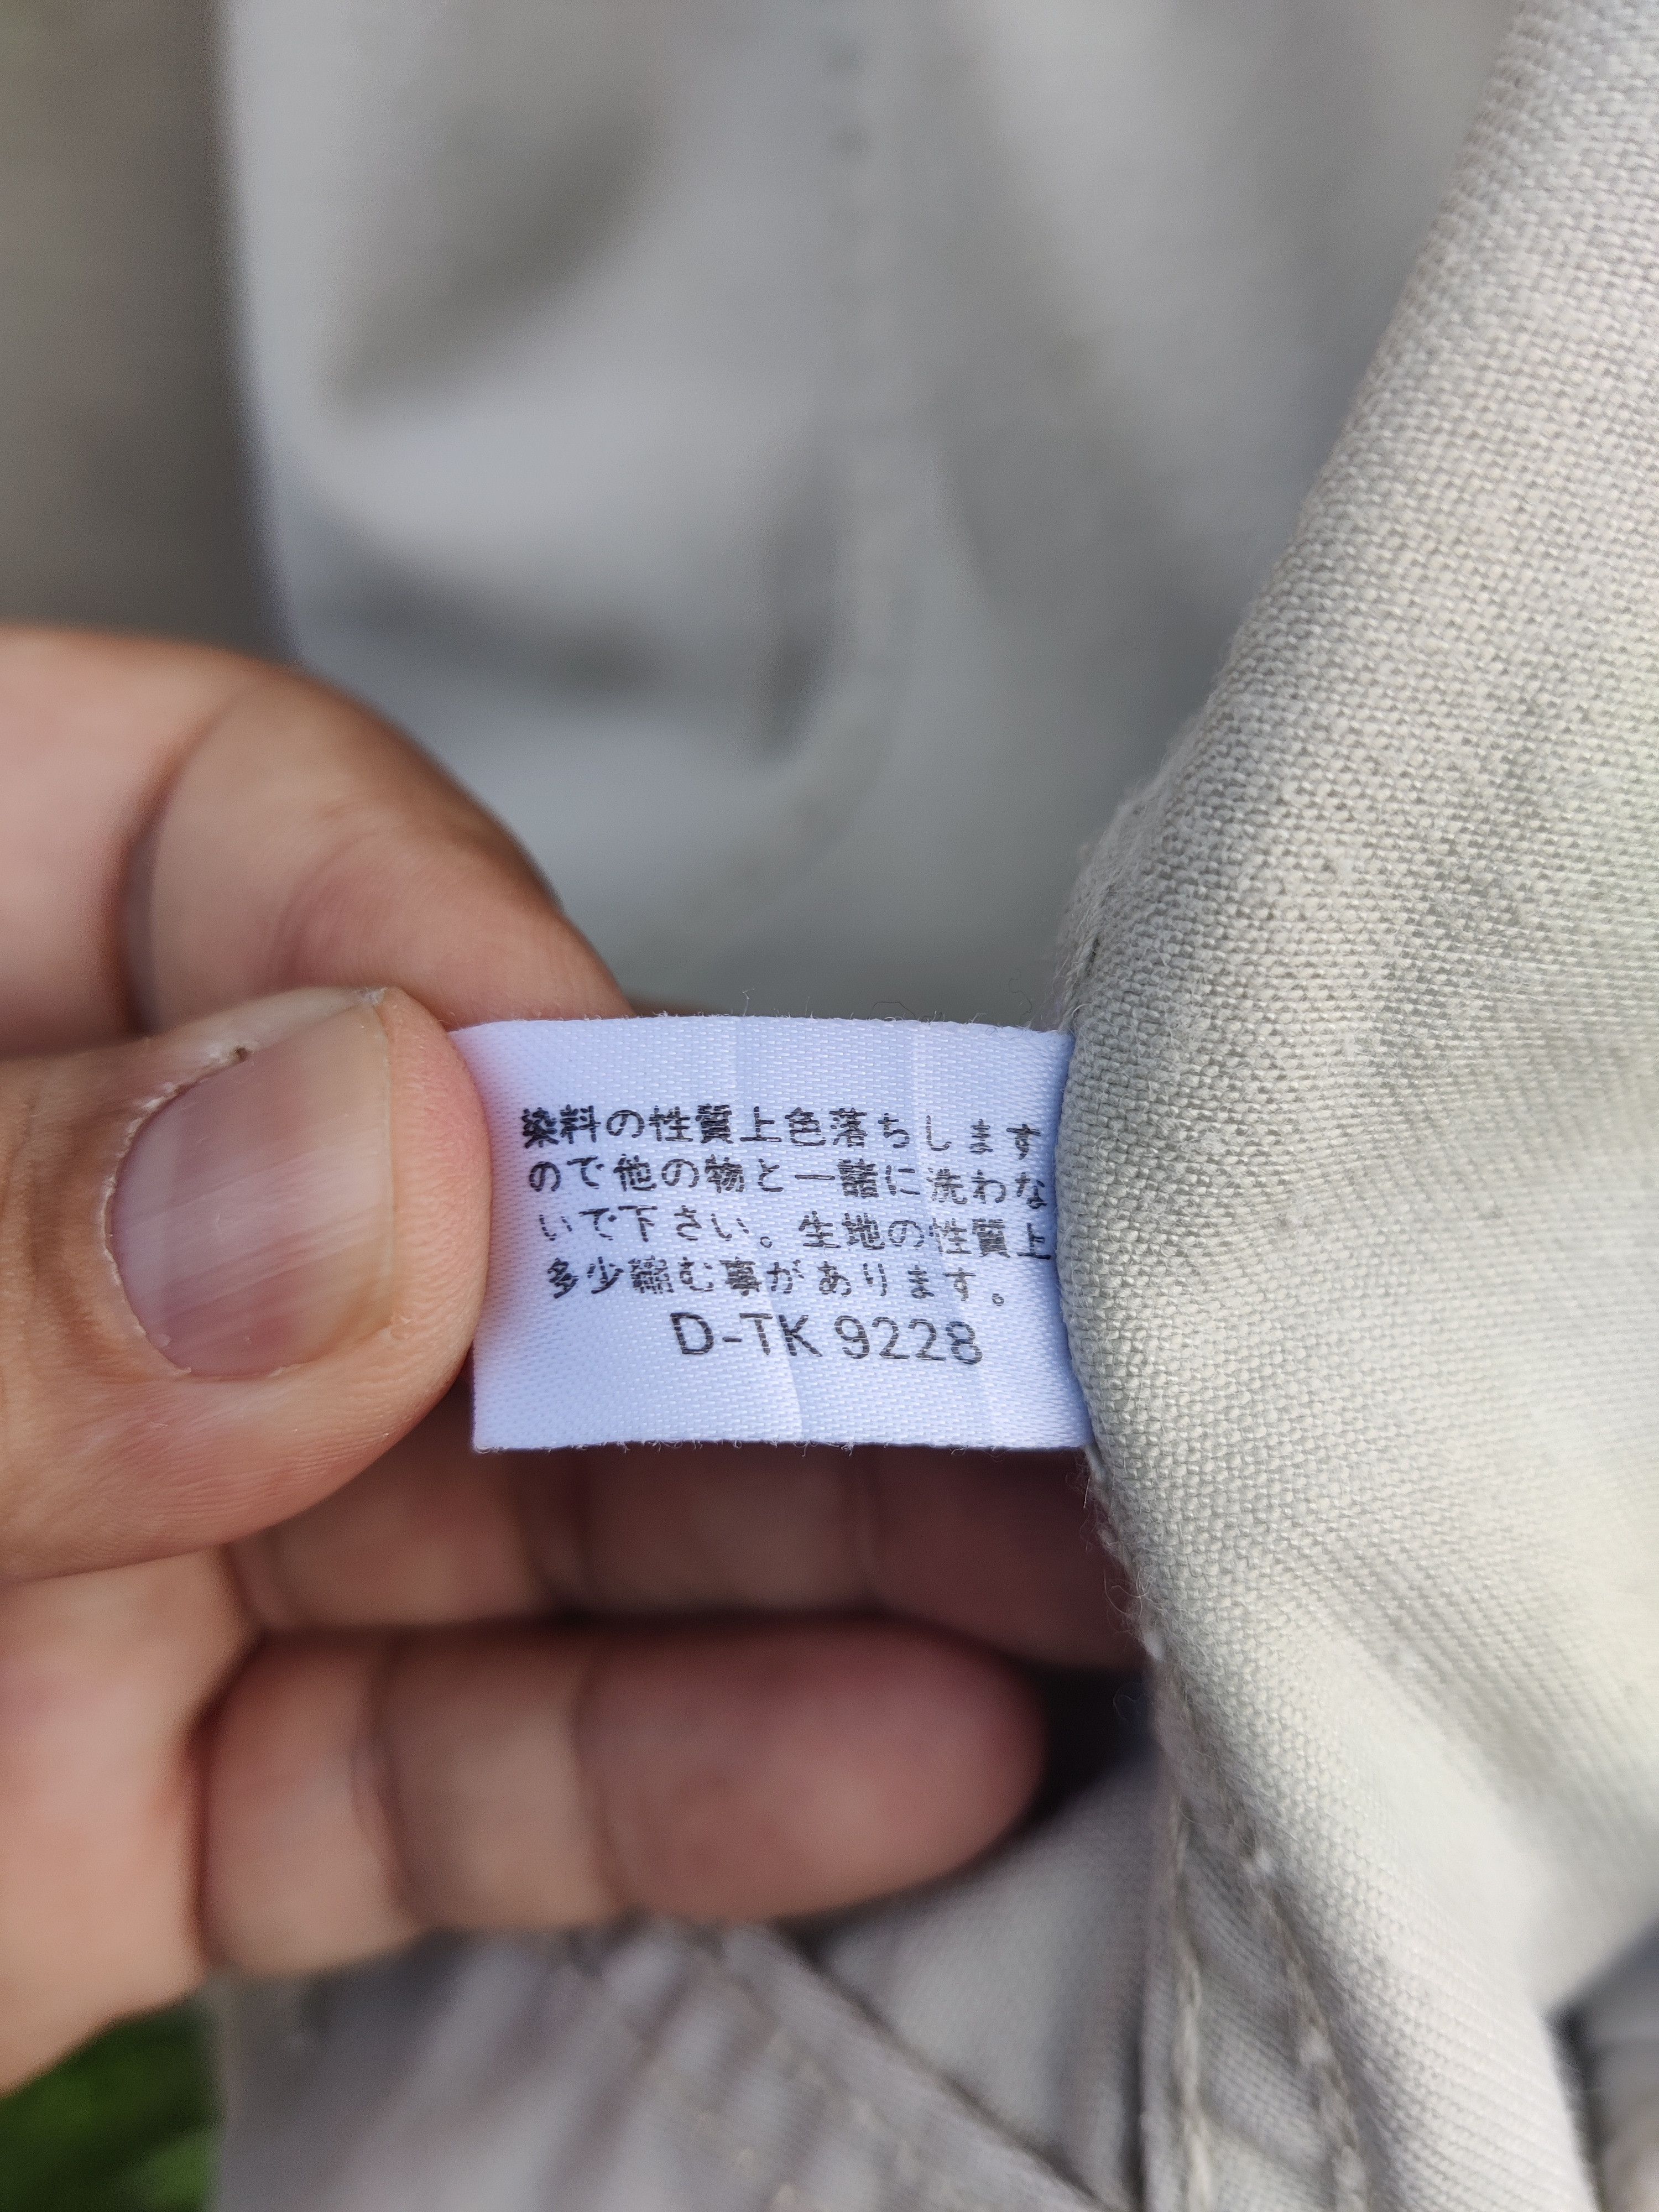 染料の性質上色落ちします
ので他の物と一諸に洗わな
いで下さい。生地の性質上
多少縮む事があります。
D-TK 9228